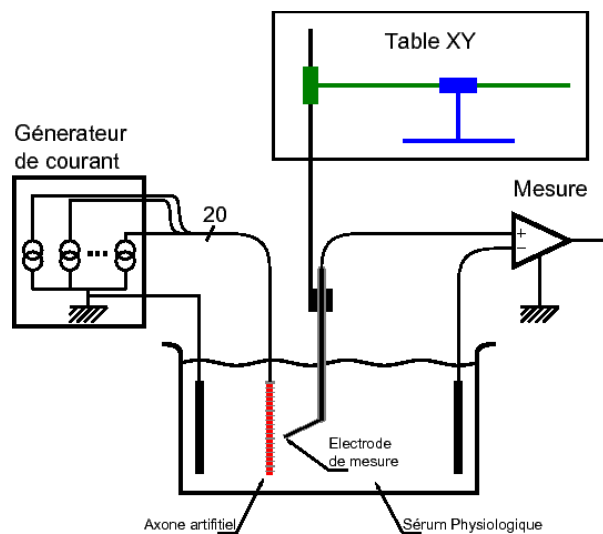 Table XY
Génerateur
de courant
Mesure
20
+
−
Electrode
de mesure
Axone artifitiel
Sérum Physiologique